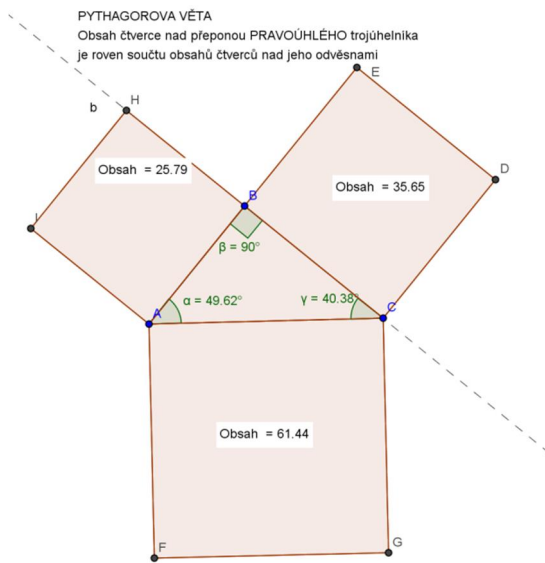 PYTHAGOROVA VĚTA
Obsah čtverce nad přeponou PRAVOÚHLÉHO trojúhelníka
je roven součtu obsahů čtverců nad jeho odvěsnami
E
H
b
Obsah = 25.79
D
Obsah = 35.65
B
I
β = 90°
α = 49.62°
γ = 40.38°
A
C
Obsah = 61.44
F
G